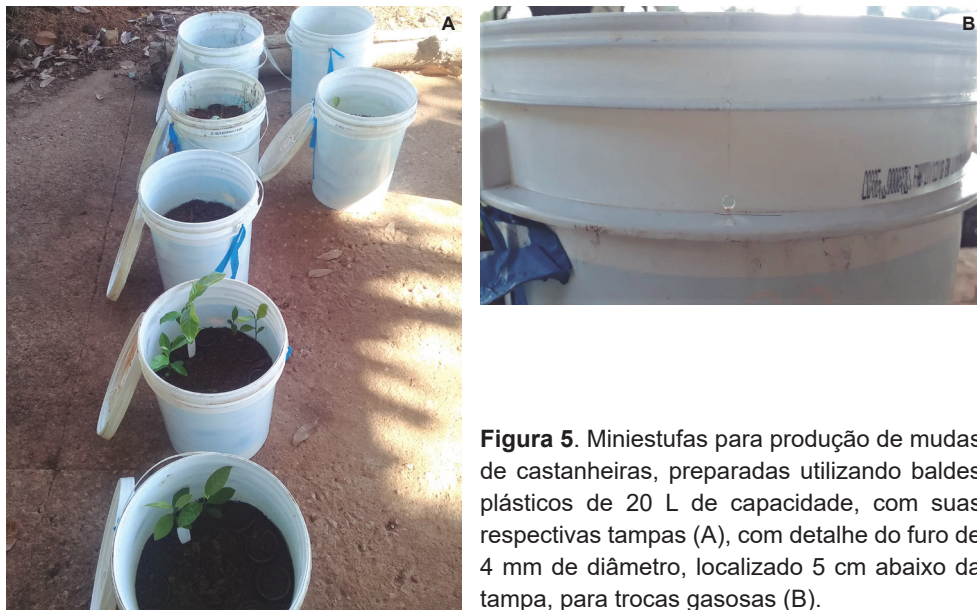 A
B
Figura 5. Miniestufas para produção de mudas
de castanheiras, preparadas utilizando baldes
plásticos de 20 L de capacidade, com suas
respectivas tampas (A), com detalhe do furo de
4 mm de diâmetro, localizado 5 cm abaixo da
tampa, para trocas gasosas (B).